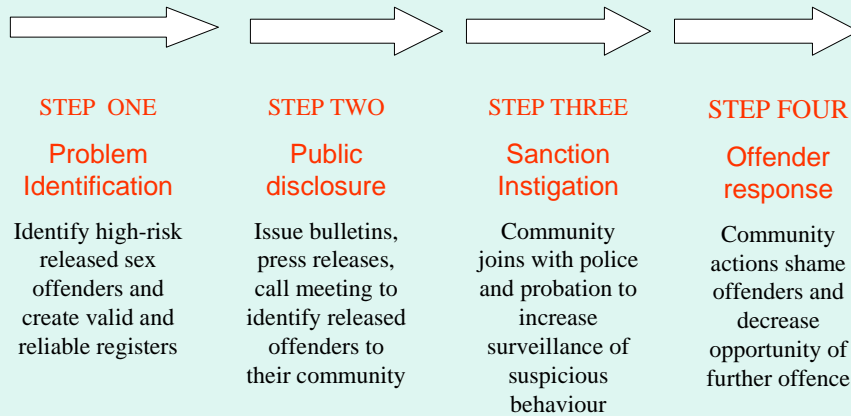 STEP ONE
Problem
Identification
Identify high-risk
released sex
offenders and
create valid and
reliable registers
STEP TWO
Public
disclosure
Issue bulletins,
press releases,
call meeting to
identify released
offenders to
their community
STEP THREE
Sanction
Instigation
Community
joins with police
and probation to
increase
surveillance of
suspicious
behaviour
STEP FOUR
Offender
response
Community
actions shame
offenders and
decrease
opportunity of
further offence